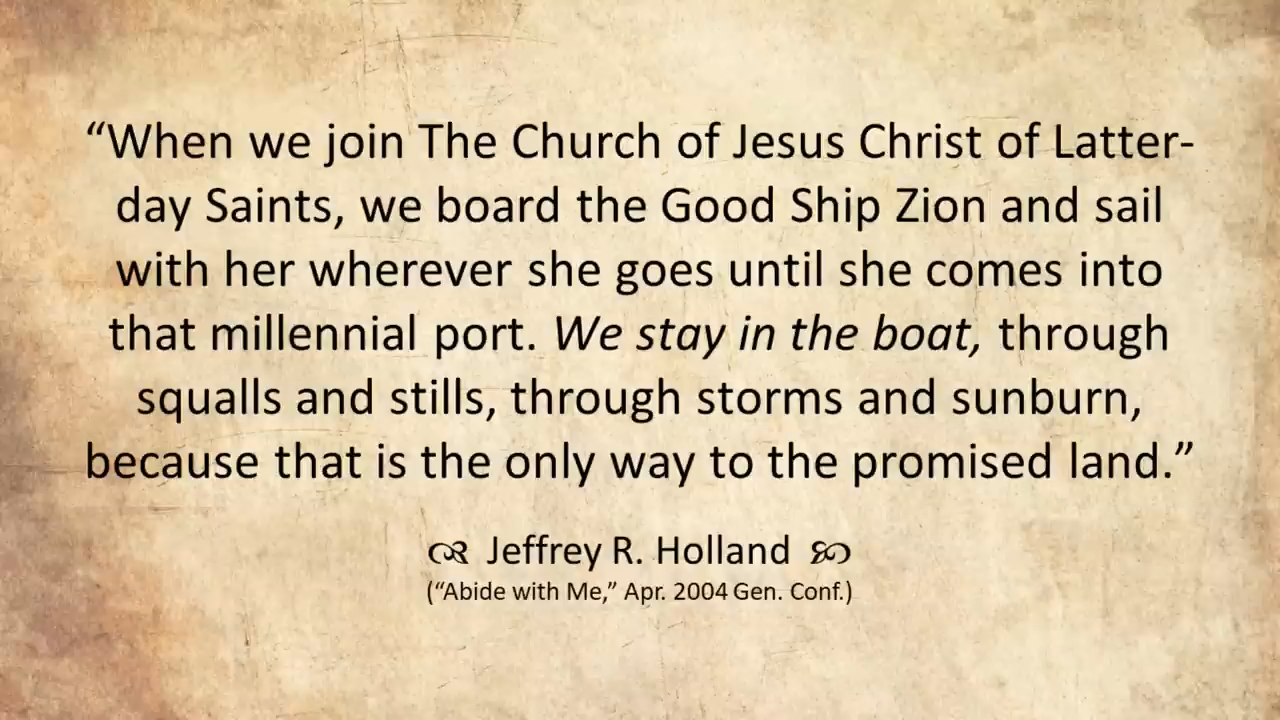 “When we join The Church of Jesus Christ of Latter-
day Saints, we board the Good Ship Zion and sail
with her wherever she goes until she comes into
that millennial port. We stay in the boat, through
squalls and stills, through storms and sunburn,
because that is the only way to the promised land.”
Jeffrey R. Holland
(“Abide with Me,” Apr. 2004 Gen. Conf.)